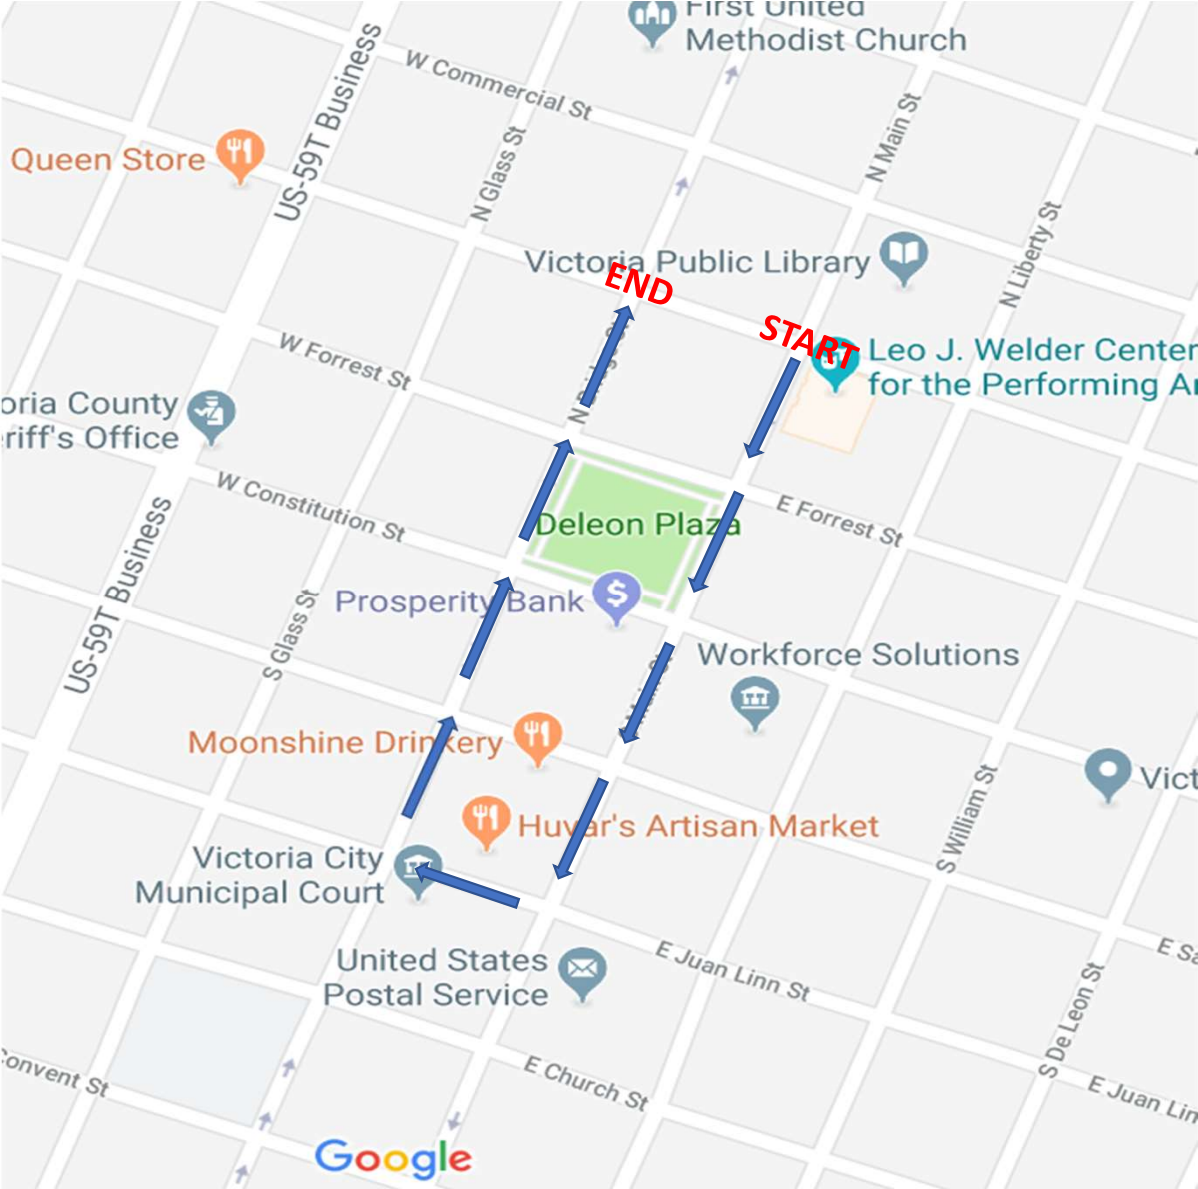 First United
Methodist Church
W Commercial St
US-59T Business
Queen Store
N Glass St
N Main St
N Liberty St
Victoria Public Library
END
START
Leo J. Welder Center
for the Performing Ar
W Forrest St
oria County
riff's Office
N
W Constitution St
Deleon Plaza
E Forrest St
US-59T Business
S Glass St
Prosperity Bank
Workforce Solutions
Main St
Moonshine Drinkery
Vict
Huvar's Artisan Market
S William St
Victoria City
Municipal Court
United States
Postal Service
E Juan Linn St
E Sa
S De Leon St
E Church St
Convent St
E Juan Lin
Google